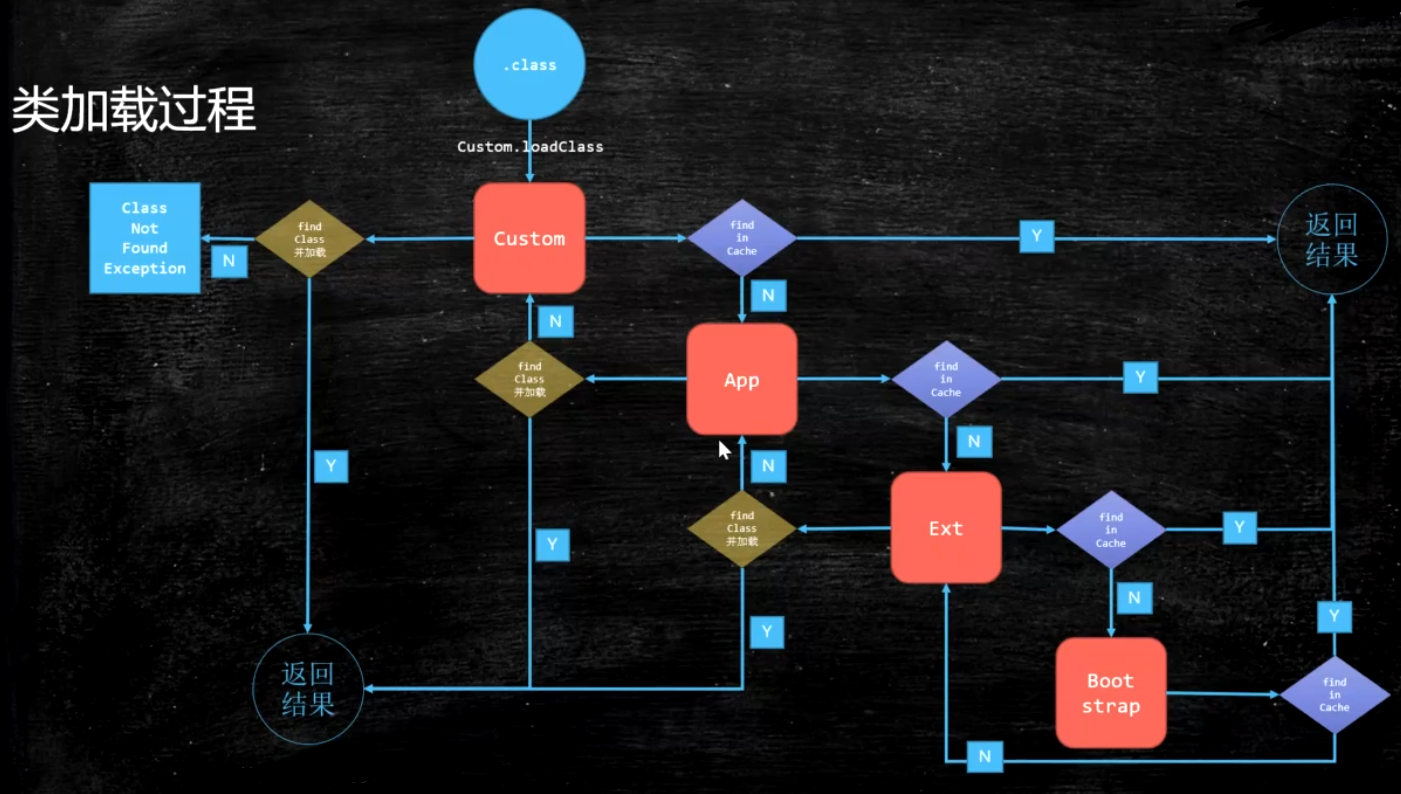 .class
类加载过程
Custom.loadClass
Class
Not
Found
Exception
N
find
Class
并加载
Custom
find
in
Cache
Y
返回
结果
N
N
find
Class
并加载
App
find
in
Cache
Y
N
N
Y
find
Class
并加载
Ext
find
in
Cache
Y
Y
N
Y
Y
返回
结果
Boot
strap
find
in
Cache
N